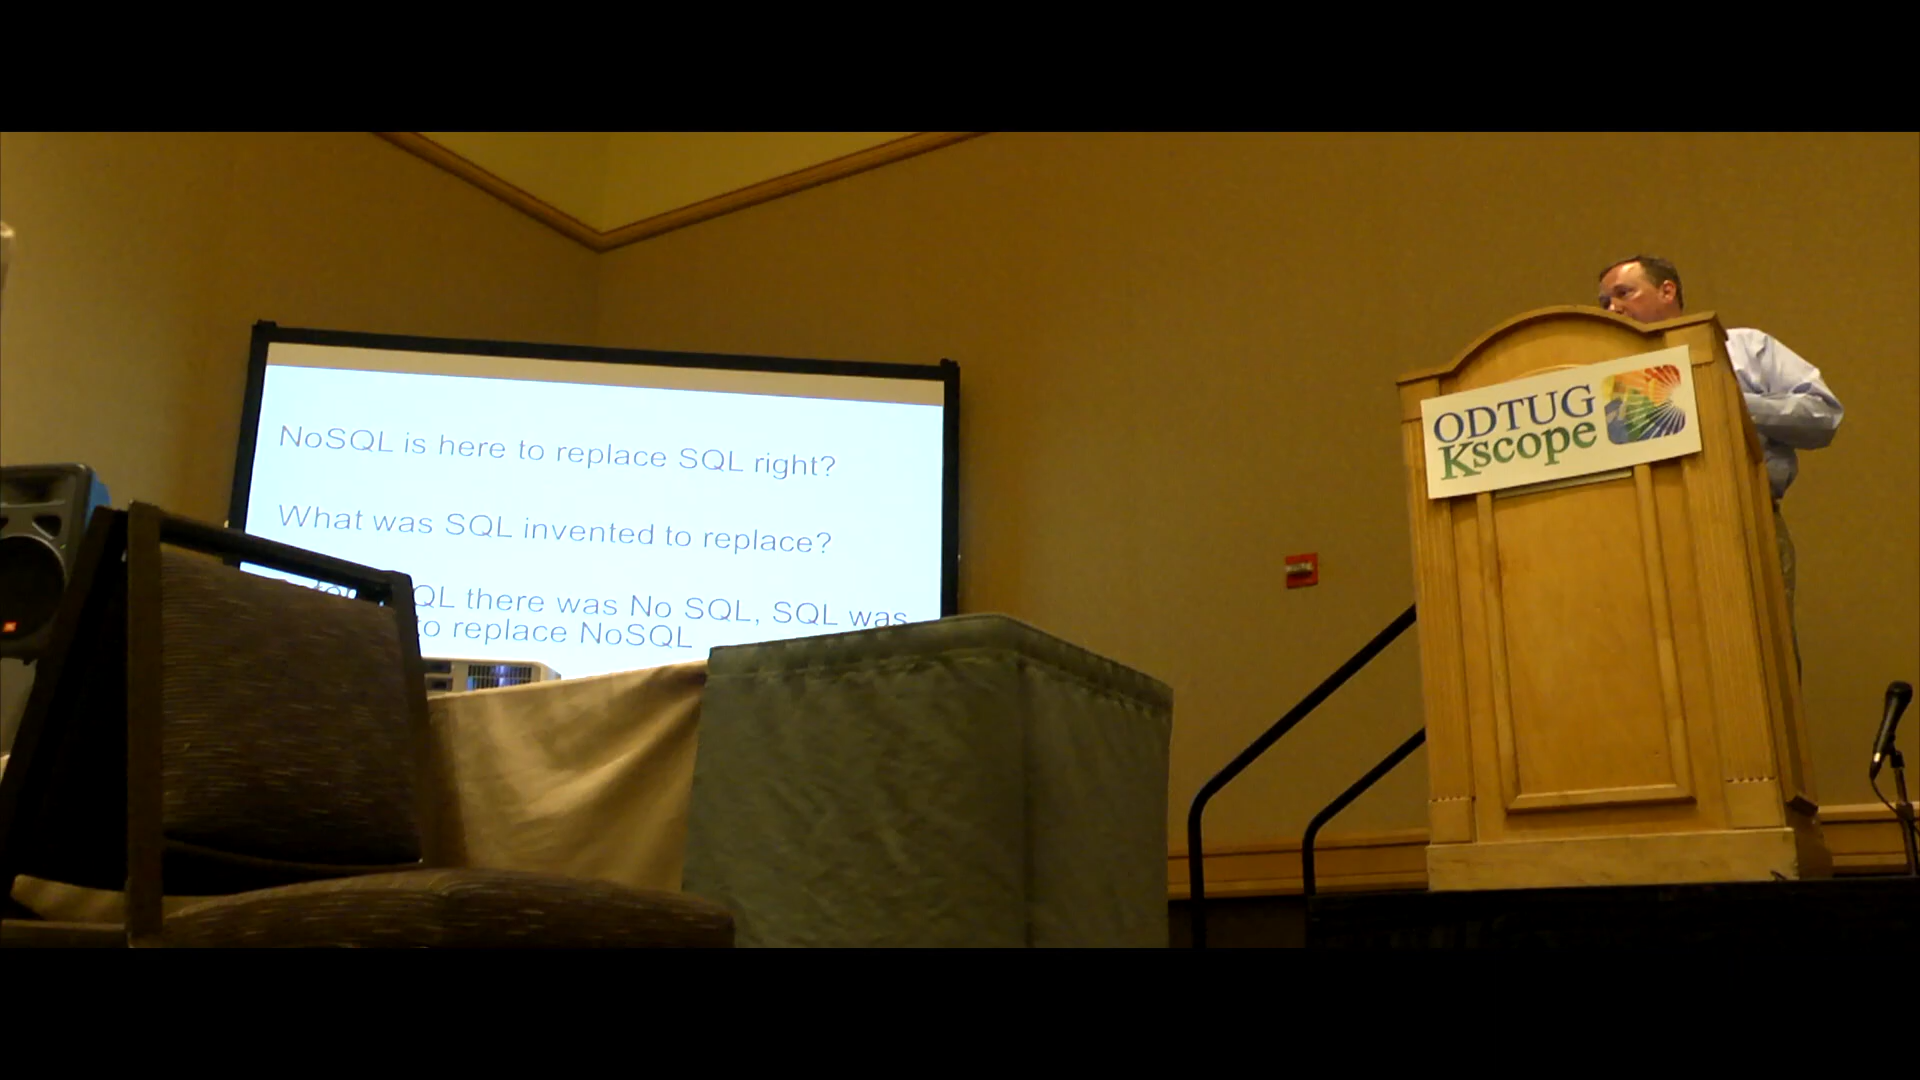 NoSQL is here to replace SQL right?
What was SQL invented to replace?
QL there was No SQL, SQL was
to replace NoSQL
ODTUG
Kscope